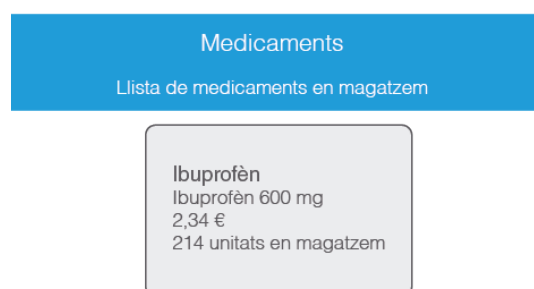 Medicaments
Llista de medicaments en magatzem
Ibuprofèn
Ibuprofèn 600 mg
2,34 €
214 unitats en magatzem